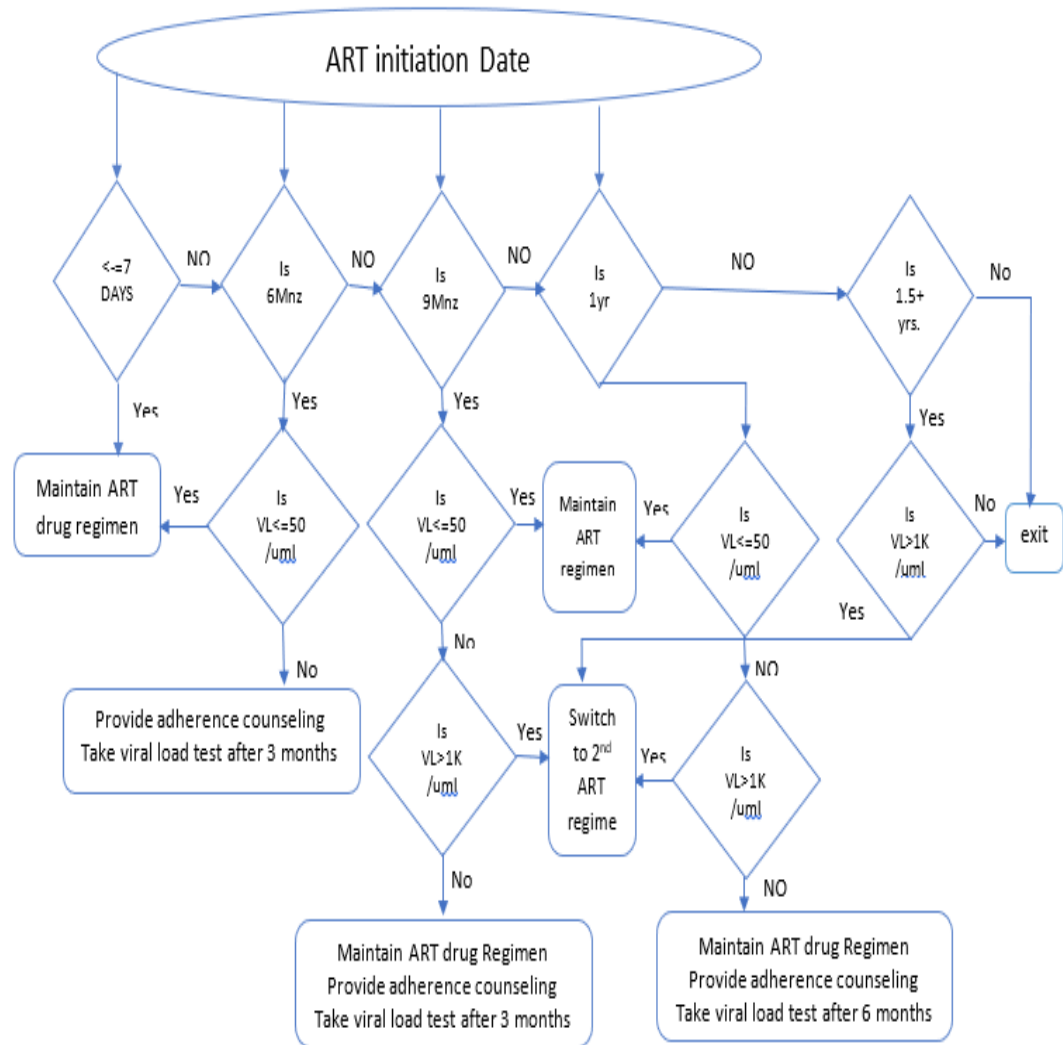 ART initiation Date
<-=7
DAYS
NO
Is
6Mnz
NO
Is
9Mnz
NO
Is
1yr
NO
Is
1.5+
yrs.
No
Yes
Yes
Yes
Yes
Maintain ART
drug regimen
Yes
Is
VL<=50
/uml
Is
VL<=50
/uml
Yes
Maintain
ART
regimen
Yes
Is
VL<=50
/uml
Is
VL>1K
/uml
No
exit
No
Provide adherence counseling
Take viral load test after 3 months
No
Is
VL>1K
/uml
Yes
Switch
to 2nd
ART
regime
Yes
NO
Is
VL>1K
/uml
Yes
No
Maintain ART drug Regimen
Provide adherence counseling
Take viral load test after 3 months
NO
Maintain ART drug Regimen
Provide adherence counseling
Take viral load test after 6 months